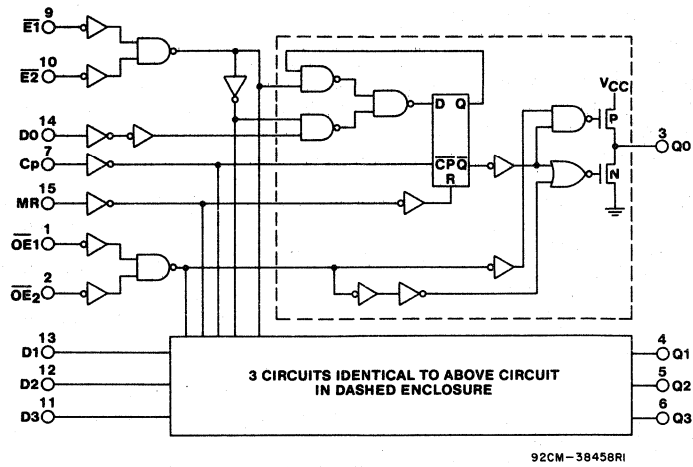 E1 9
E2 10
D0 14
Cp 7
MR 15
OE1 1
OE2 2
D Q
CP Q
R
VCC
P
N
3 Q0
D1 13
D2 12
D3 11
3 CIRCUITS IDENTICAL TO ABOVE CIRCUIT
IN DASHED ENCLOSURE
4 Q1
5 Q2
6 Q3
92CM-38458RI